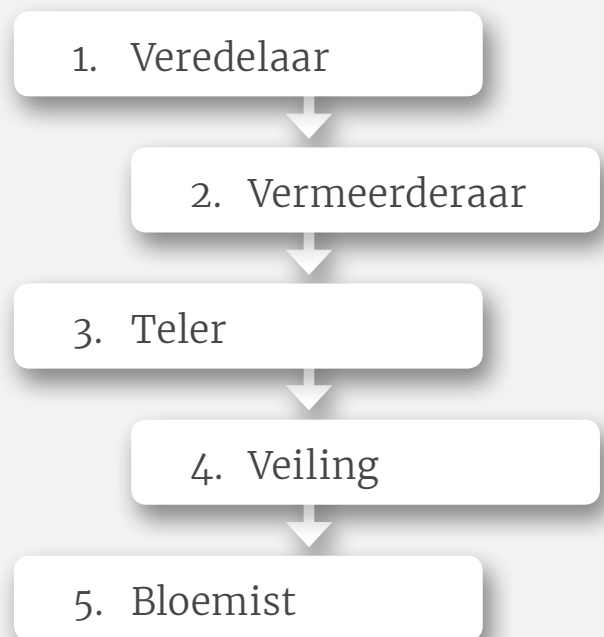 1. Veredelaar
2. Vermeerderaar
3. Teler
4. Veiling
5. Bloemist